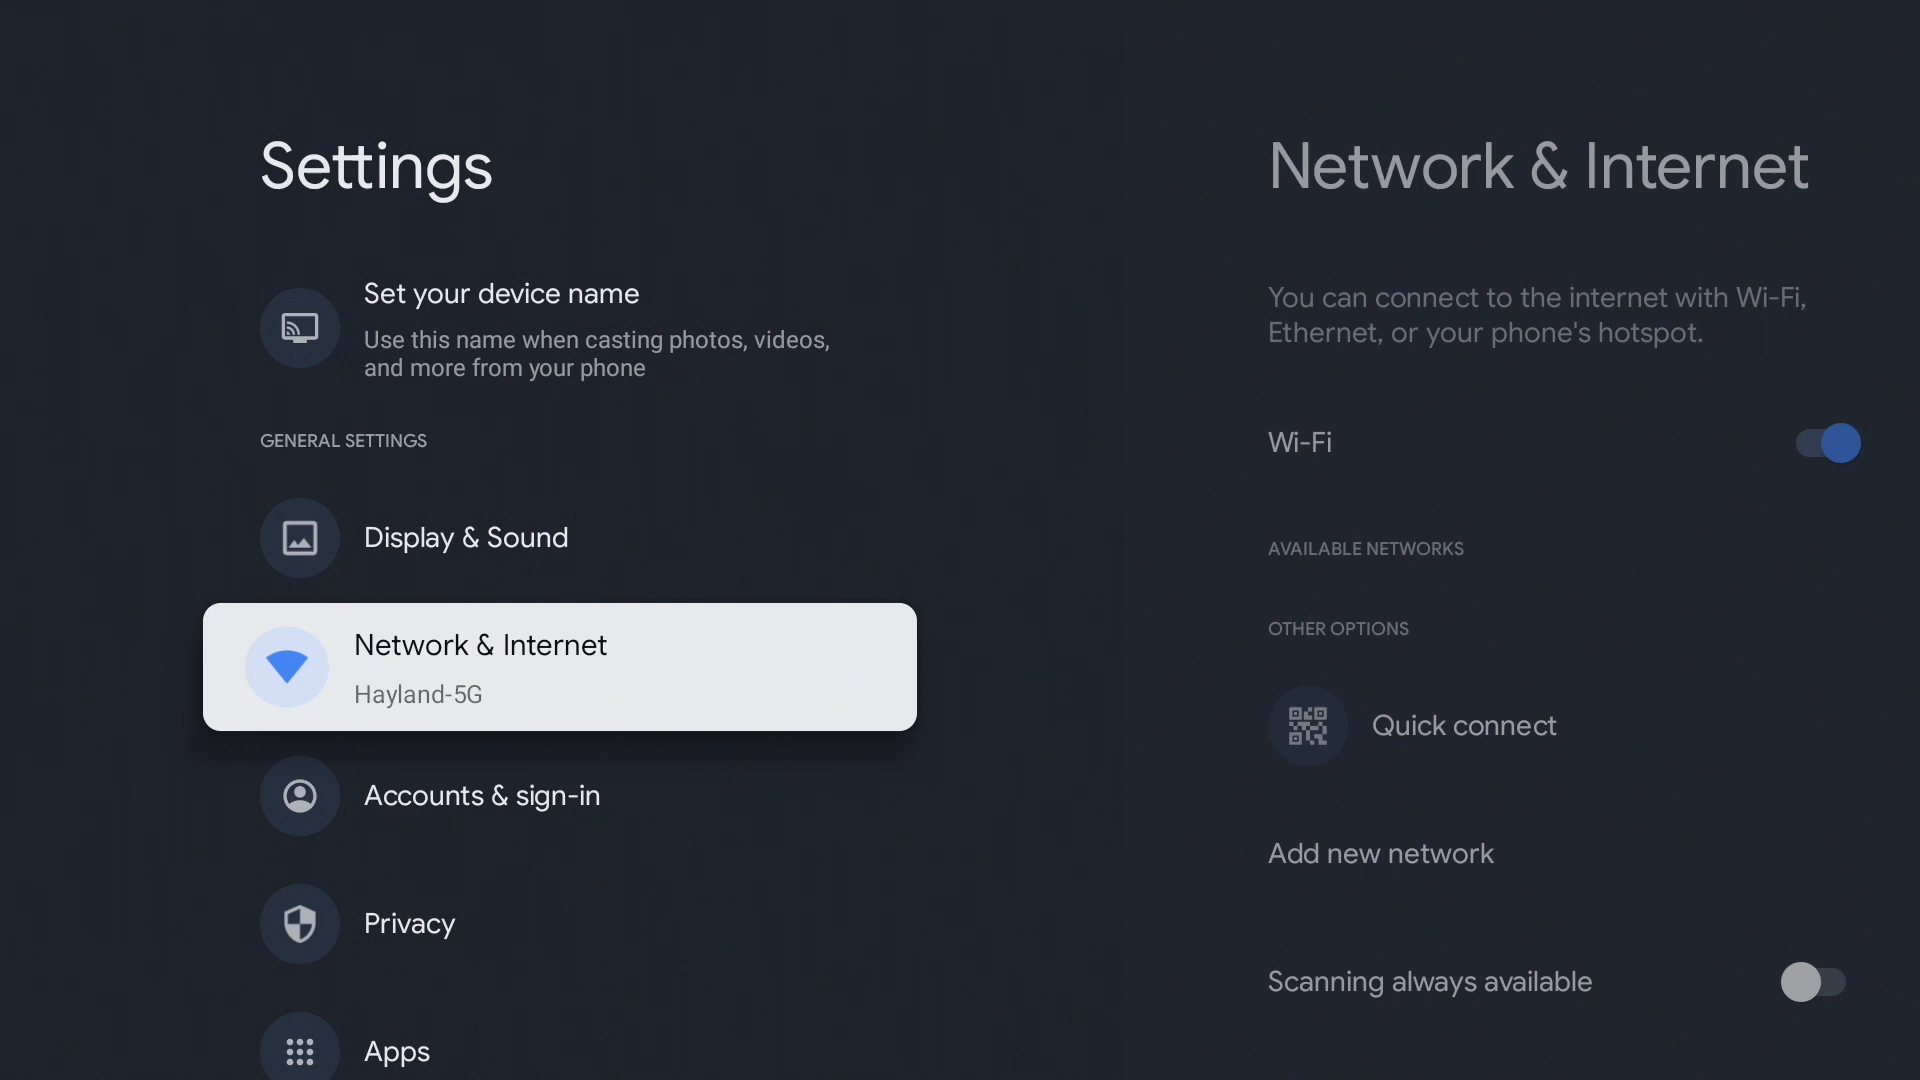 Settings
Set your device name
Use this name when casting photos, videos,
and more from your phone
GENERAL SETTINGS
Display & Sound
Network & Internet
Hayland-5G
Accounts & sign-in
Privacy
Apps
Network & Internet
You can connect to the internet with Wi-Fi,
Ethernet, or your phone's hotspot.
Wi-Fi
AVAILABLE NETWORKS
OTHER OPTIONS
Quick connect
Add new network
Scanning always available